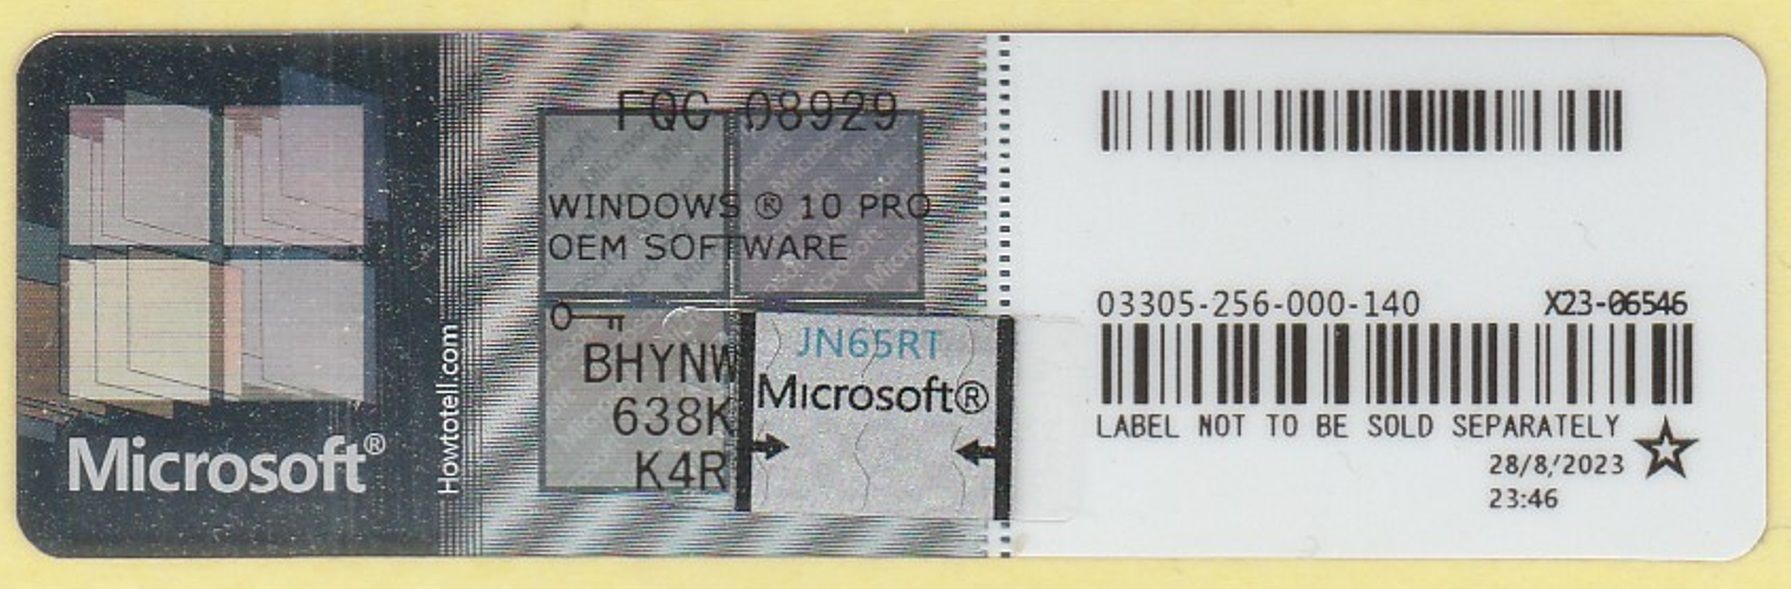 Microsoft®
Howtotell.com
FQC 08929
WINDOWS ® 10 PRO
OEM SOFTWARE
BHYNW
638K
K4R
JN65RT
Microsoft®
03305-256-000-140 X23-06546
LABEL NOT TO BE SOLD SEPARATELY
28/8/2023
23:46